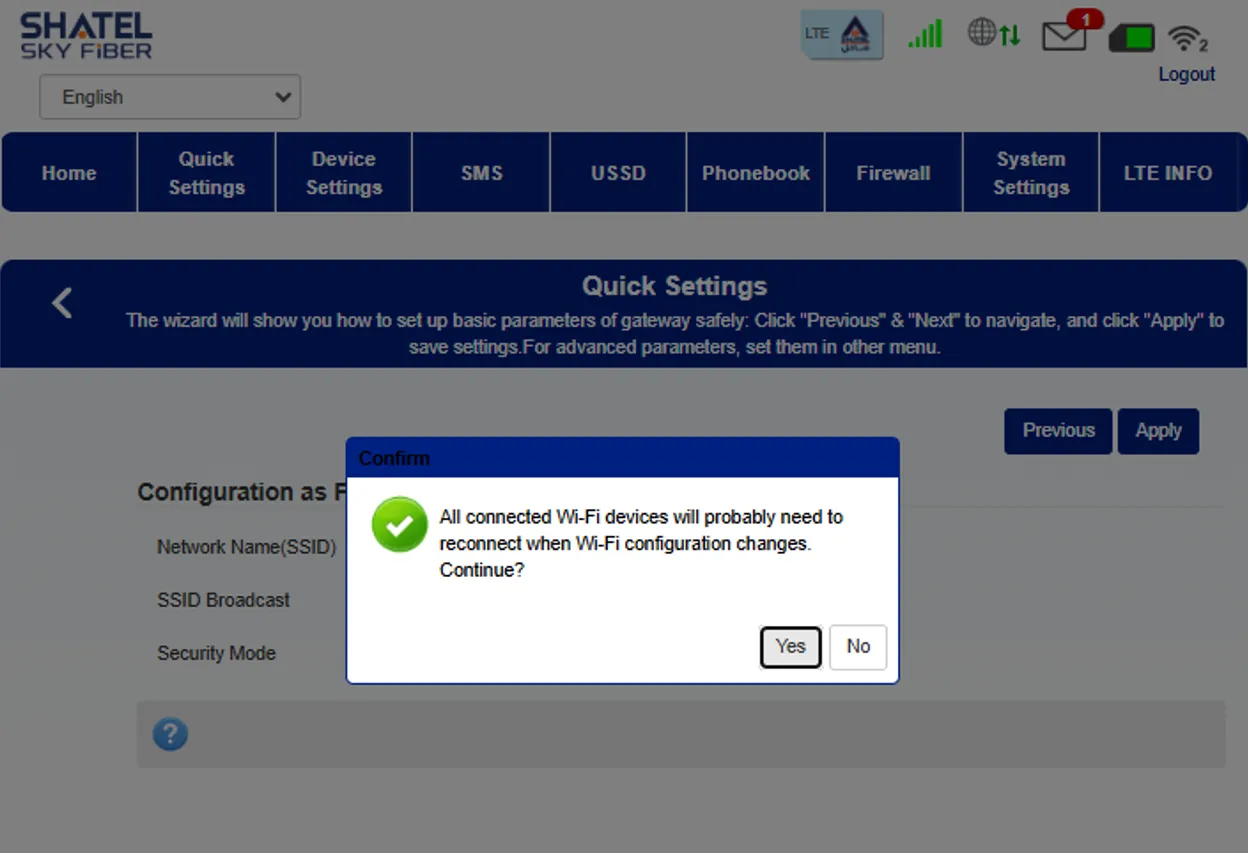 SHATEL
SKY FiBER
LTE
1
2
Logout
English
Home
Quick
Settings
Device
Settings
SMS
USSD
Phonebook
Firewall
System
Settings
LTE INFO
Quick Settings
The wizard will show you how to set up basic parameters of gateway safely: Click "Previous" & "Next" to navigate, and click "Apply" to
save settings.For advanced parameters, set them in other menu.
Previous
Apply
Confirm
Configuration as F
All connected Wi-Fi devices will probably need to
reconnect when Wi-Fi configuration changes.
Continue?
Network Name(SSID)
SSID Broadcast
Security Mode
Yes
No
?